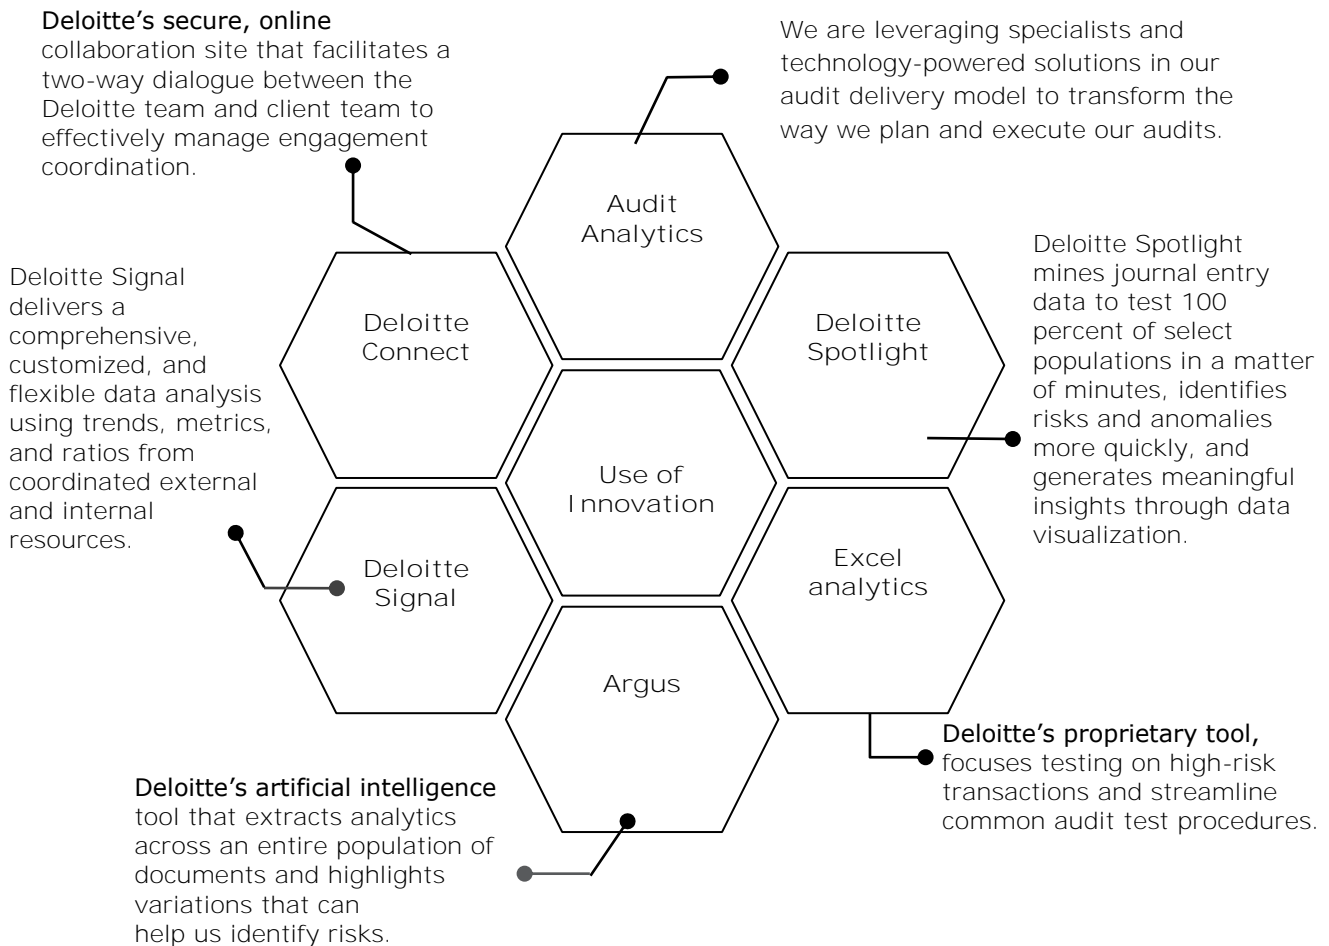 Deloitte’s secure, online
collaboration site that facilitates a
two-way dialogue between the
Deloitte team and client team to
effectively manage engagement
coordination.
We are leveraging specialists and
technology-powered solutions in our
audit delivery model to transform the
way we plan and execute our audits.
Audit
Analytics
Deloitte
Connect
Deloitte
Spotlight
Deloitte Signal
delivers a
comprehensive,
customized, and
flexible data analysis
using trends, metrics,
and ratios from
coordinated external
and internal
resources.
Deloitte Spotlight
mines journal entry
data to test 100
percent of select
populations in a matter
of minutes, identifies
risks and anomalies
more quickly, and
generates meaningful
insights through data
visualization.
Use of
Innovation
Deloitte
Signal
Excel
analytics
Argus
Deloitte’s proprietary tool,
focuses testing on high-risk
transactions and streamline
common audit test procedures.
Deloitte’s artificial intelligence
tool that extracts analytics
across an entire population of
documents and highlights
variations that can
help us identify risks.